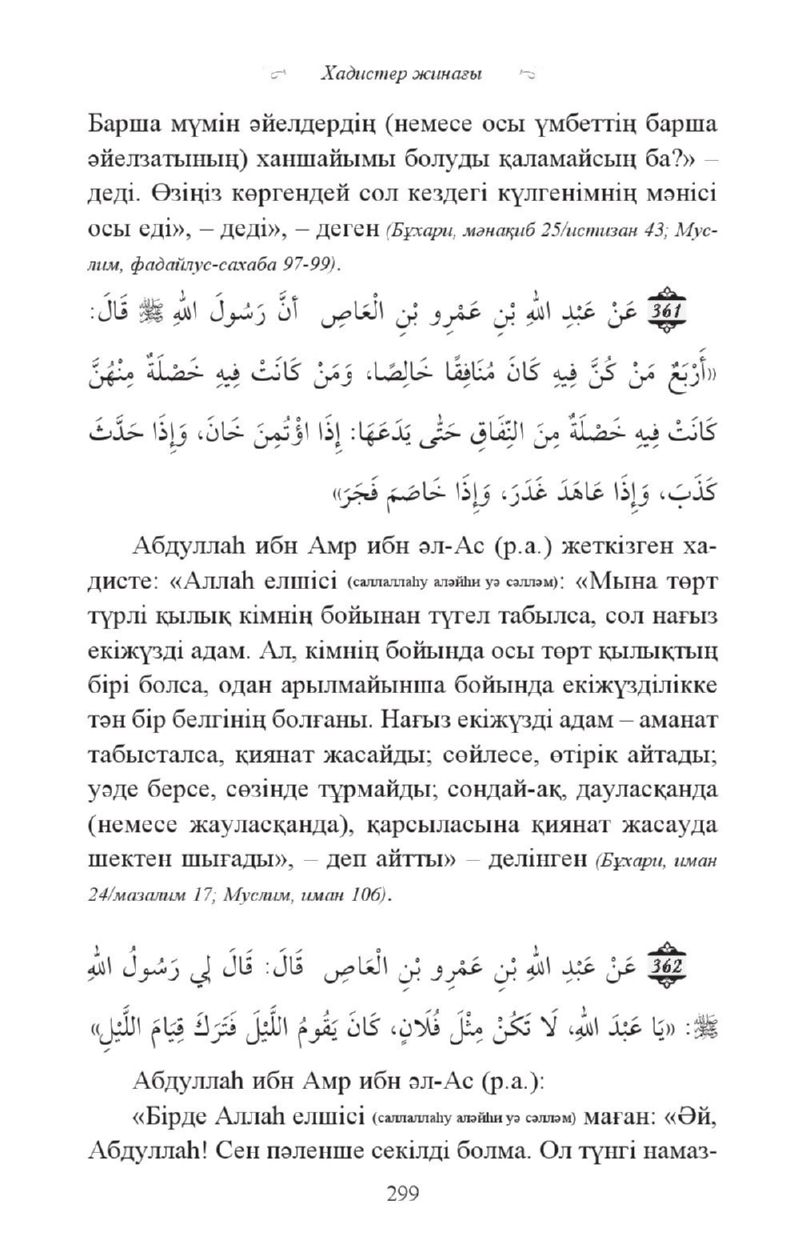 Хадистер жинағы
Барша мүмін әйелдердің (немесе осы үмбеттің барша
әйелзатының) ханшайымы болуды қаламайсың ба?» –
деді. Өзіңіз көргендей сол кездегі күлгенімнің мәнісі
осы еді», – деді», – деген (Бұхари, мәнақиб 25/истизан 43; Мус-
лим, фадайлус-сахаба 97-99).
361 عَنْ عَبْدِ اللهِ بْنِ عَمْرِو بْنِ الْعَاصِ أَنَّ رَسُولَ اللهِ ﷺ قَالَ:
«أَرْبَعٌ مَنْ كُنَّ فِيهِ كَانَ مُنَافِقًا خَالِصًا، وَمَنْ كَانَتْ فِيهِ خَصْلَةٌ مِنْهُنَّ
كَانَتْ فِيهِ خَصْلَةٌ مِنَ النِّفَاقِ حَتَّى يَدَعَهَا: إِذَا اؤْتُمِنَ خَانَ، وَإِذَا حَدَّثَ
كَذَبَ، وَإِذَا عَاهَدَ غَدَرَ، وَإِذَا خَاصَمَ فَجَرَ»
Абдуллаһ ибн Амр ибн әл-Ас (р.а.) жеткізген ха-
дисте: «Аллаһ елшісі (саллаллаһу аләйһи уә сәлләм): «Мына төрт
түрлі қылық кімнің бойынан түгел табылса, сол нағыз
екіжүзді адам. Ал, кімнің бойында осы төрт қылықтың
бірі болса, одан арылмайынша бойында екіжүзділікке
тән бір белгінің болғаны. Нағыз екіжүзді адам – аманат
табысталса, қиянат жасайды; сөйлесе, өтірік айтады;
уәде берсе, сөзінде тұрмайды; сондай-ақ, дауласқанда
(немесе жауласқанда), қарсыласына қиянат жасауда
шектен шығады», – деп айтты» – делінген (Бұхари, иман
24/мазалим 17; Муслим, иман 106).
362 عَنْ عَبْدِ اللهِ بْنِ عَمْرِو بْنِ الْعَاصِ قَالَ: قَالَ لِي رَسُولُ اللهِ
ﷺ: «يَا عَبْدَ اللهِ، لَا تَكُنْ مِثْلَ فُلَانٍ، كَانَ يَقُومُ اللَّيْلَ فَتَرَكَ قِيَامَ اللَّيْلِ»
Абдуллаһ ибн Амр ибн әл-Ас (р.а.):
«Бірде Аллаһ елшісі (саллаллаһу аләйһи уә сәлләм) маған: «Әй,
Абдуллаһ! Сен пәленше секілді болма. Ол түнгі намаз-
299